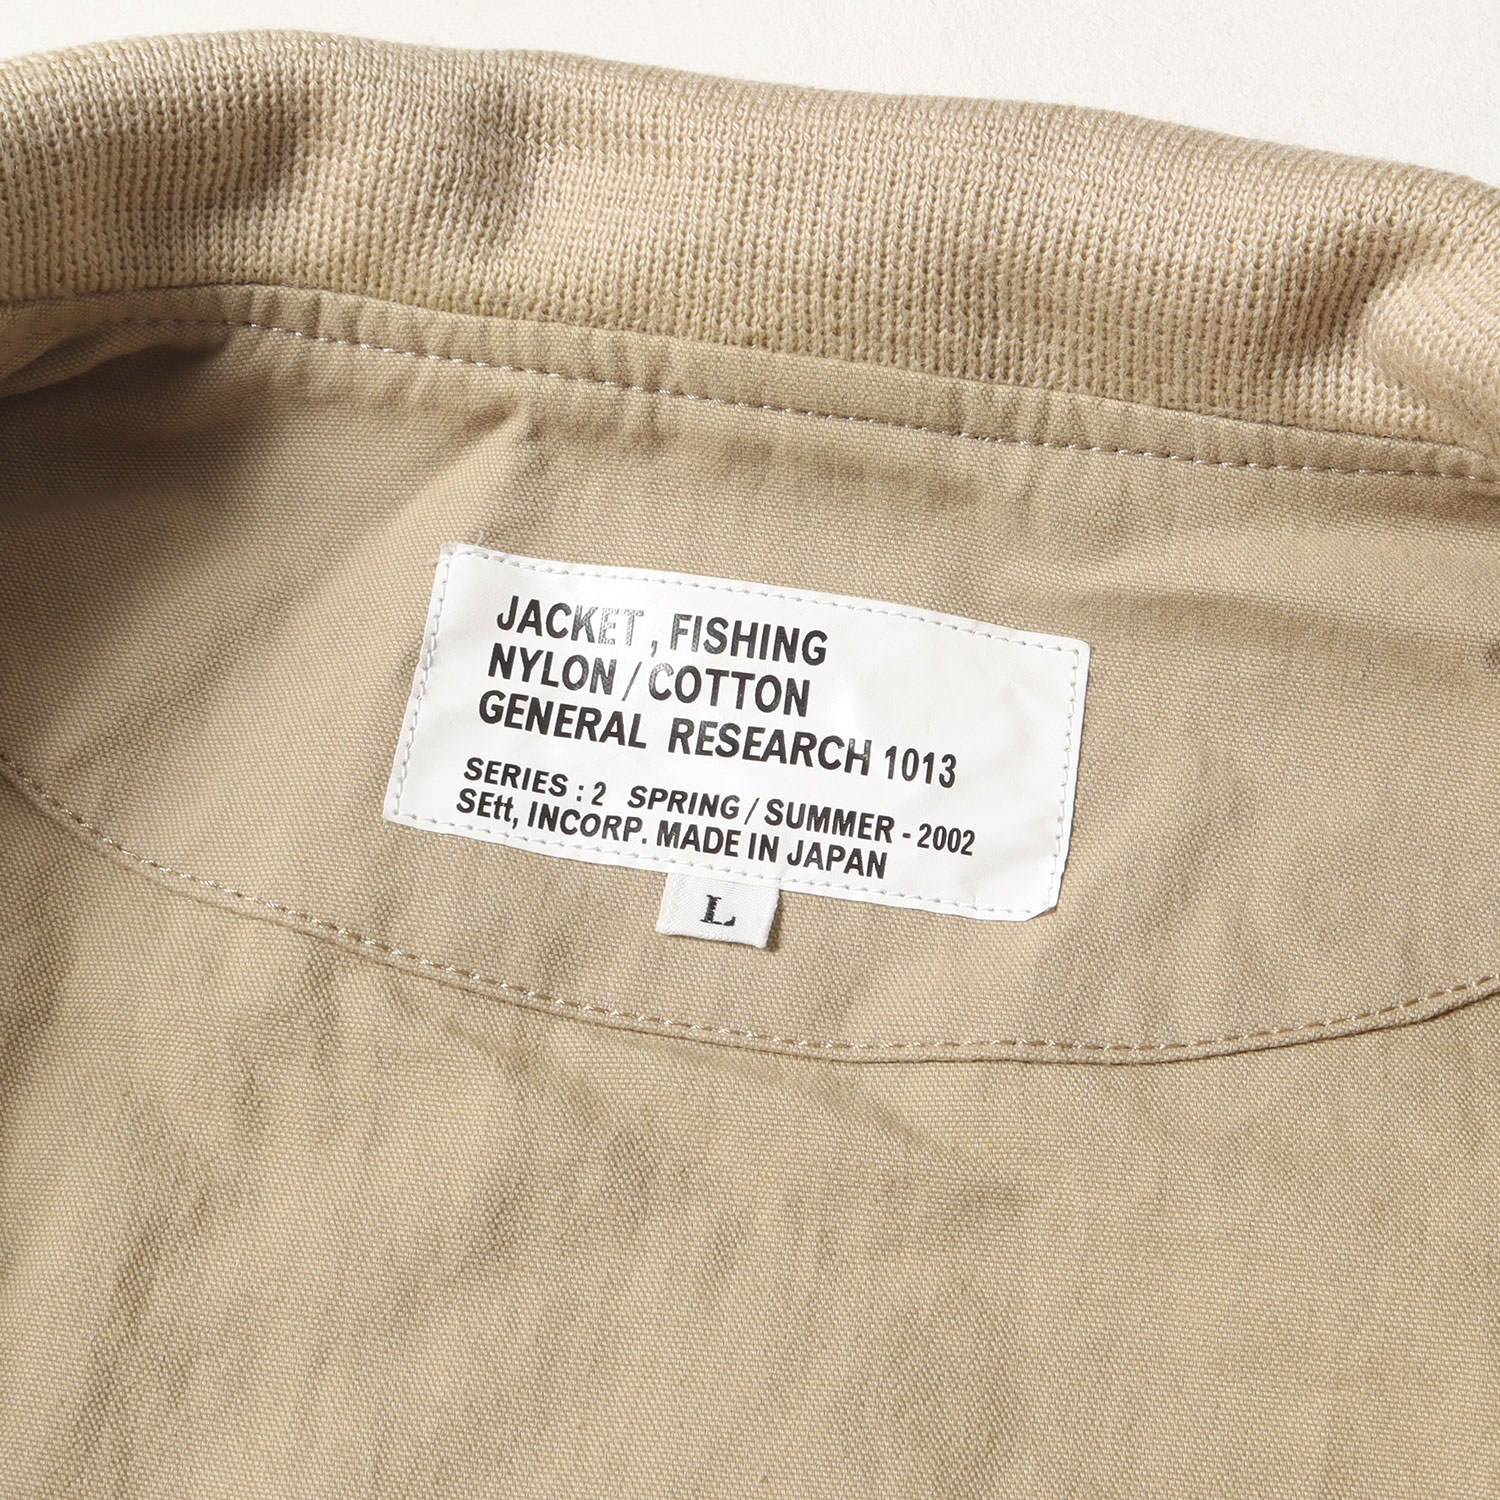 JACKET, FISHING
NYLON / COTTON
GENERAL RESEARCH 1013
SERIES : 2 SPRING / SUMMER - 2002
SEtt, INCORP. MADE IN JAPAN
L